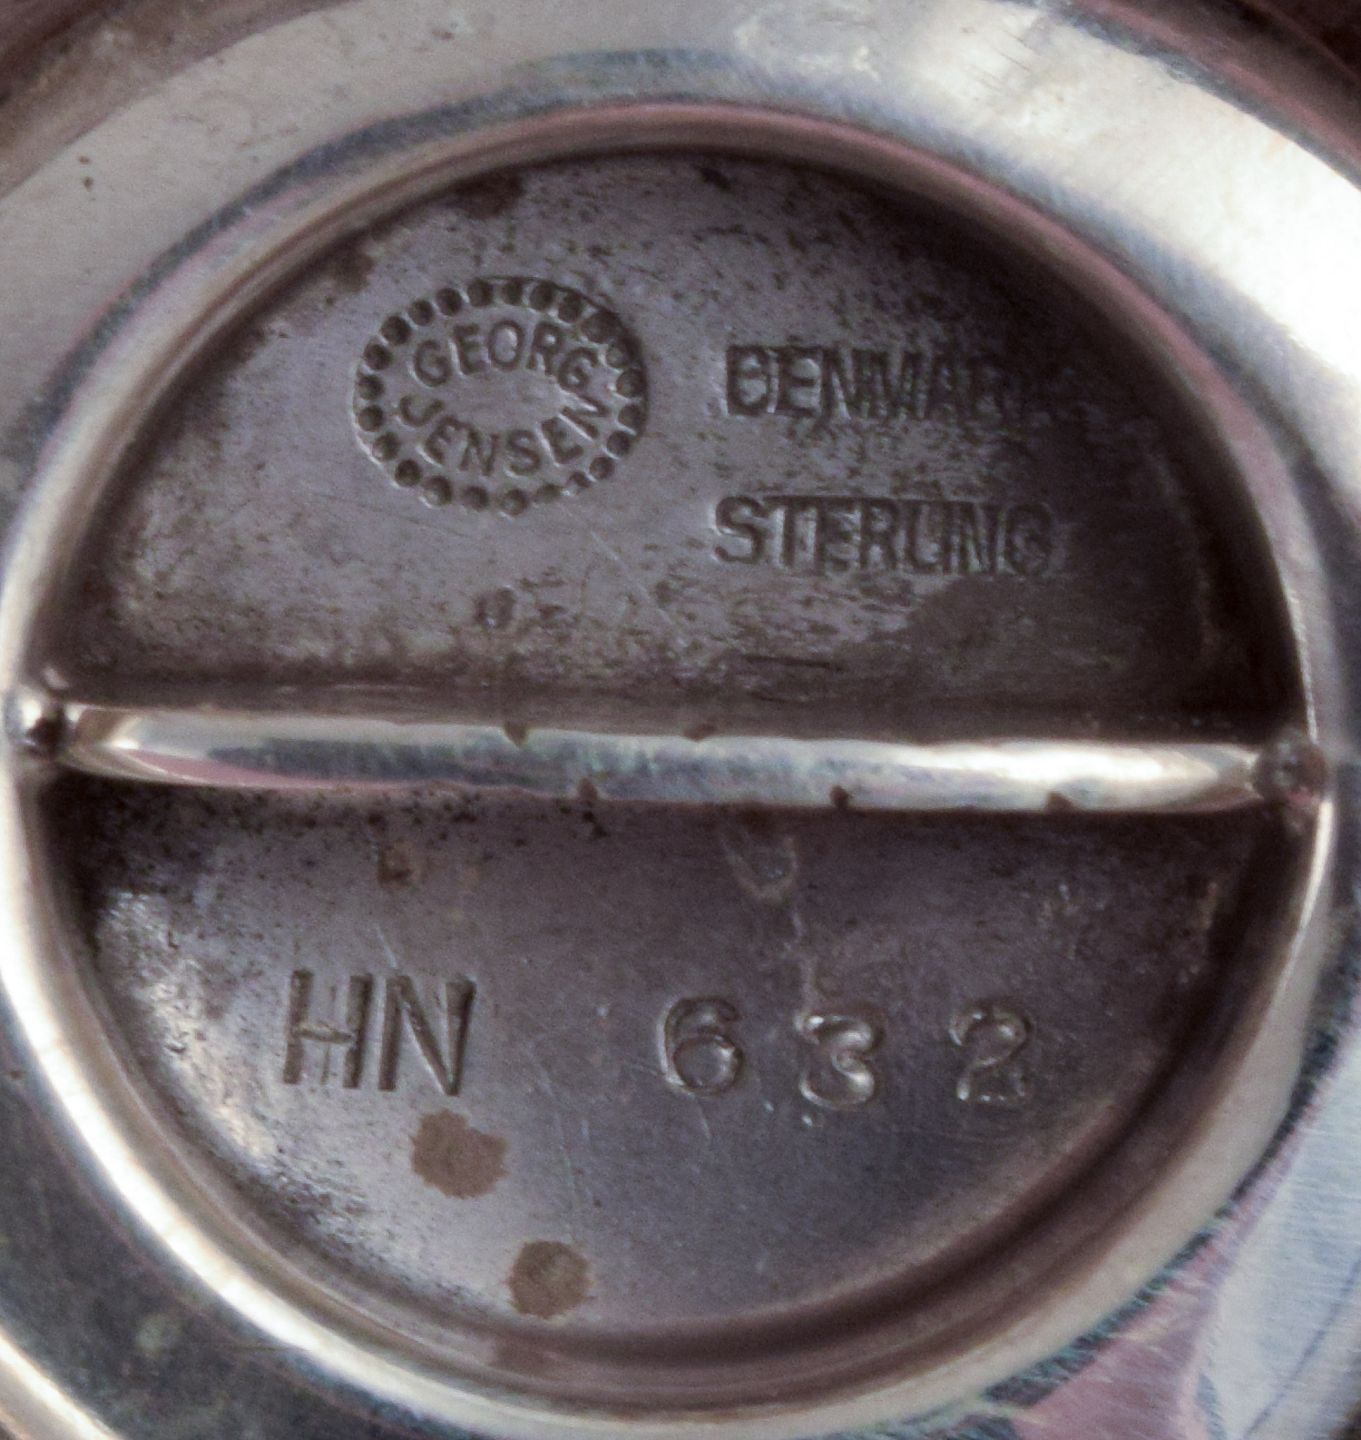 GEORG
JENSEN
DENMARK
STERLING
HN 632